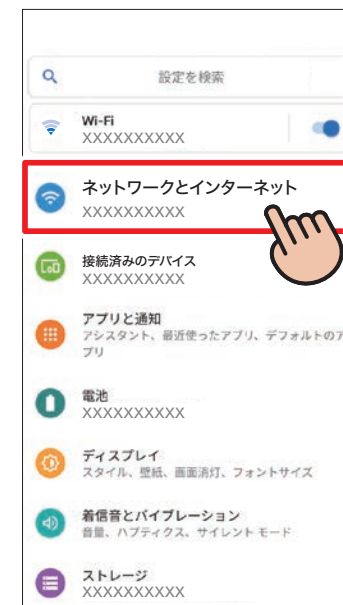 設定を検索
Wi-Fi
XXXXXXXXXX
ネットワークとインターネット
XXXXXXXXXX
接続済みのデバイス
XXXXXXXXXX
アプリと通知
アシスタント、最近使ったアプリ、デフォルトのア
プリ
電池
XXXXXXXXXX
ディスプレイ
スタイル、壁紙、画面消灯、フォントサイズ
着信音とバイブレーション
音量、ハプティクス、サイレント モード
ストレージ
XXXXXXXXXX